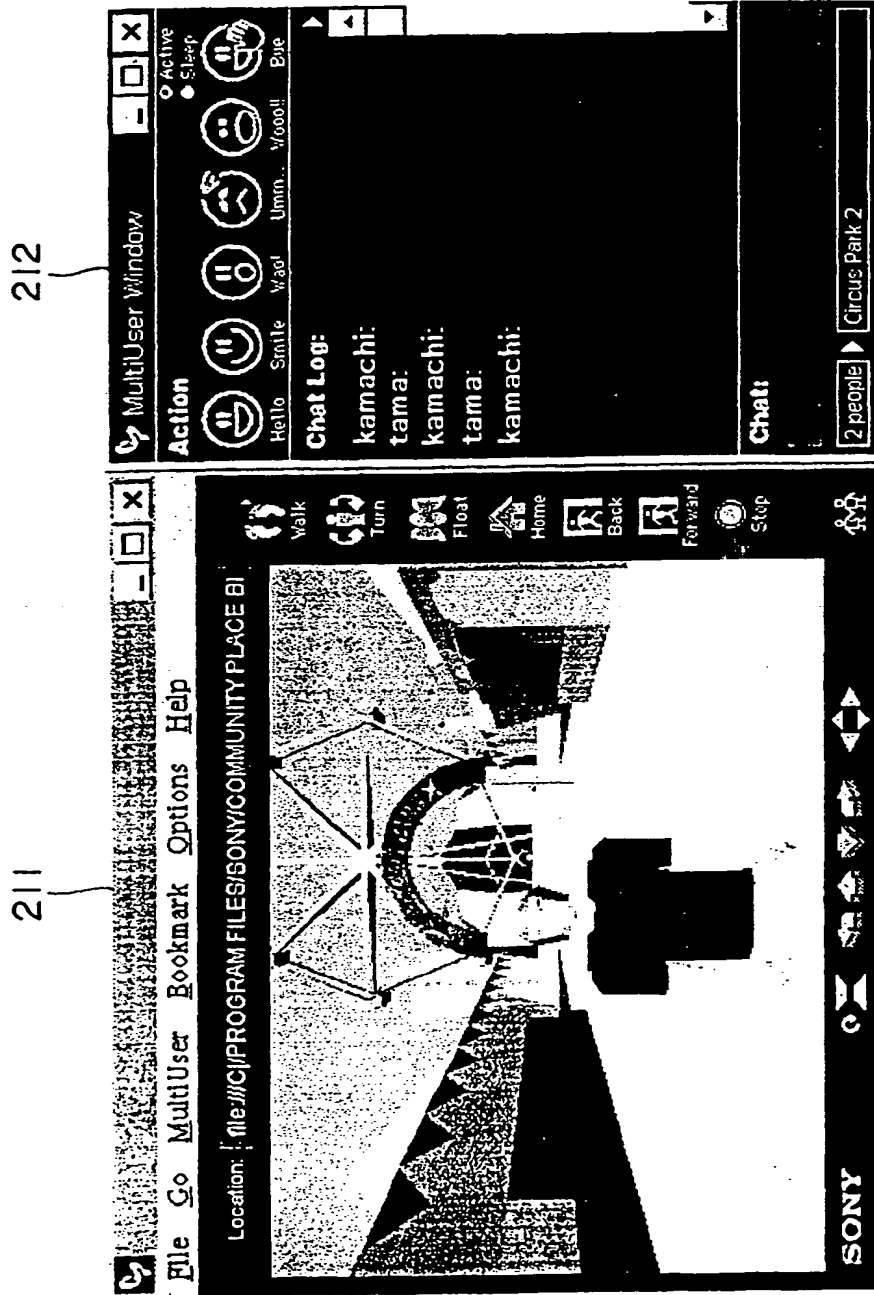 211
File Go MultiUser Bookmark Options Help
Location: file:///C|/PROGRAM FILES/SONY/COMMUNITY PLACE BI
Walk
Turn
Float
Home
Back
Forward
Stop
SONY
212
MultiUser Window
Action
Active
Sleep
Hello Smile Wao! Umm.. Wooo!! Bye
Chat Log:
kamachi:
tama:
kamachi:
tama:
kamachi:
Chat:
2 people Circus Park 2